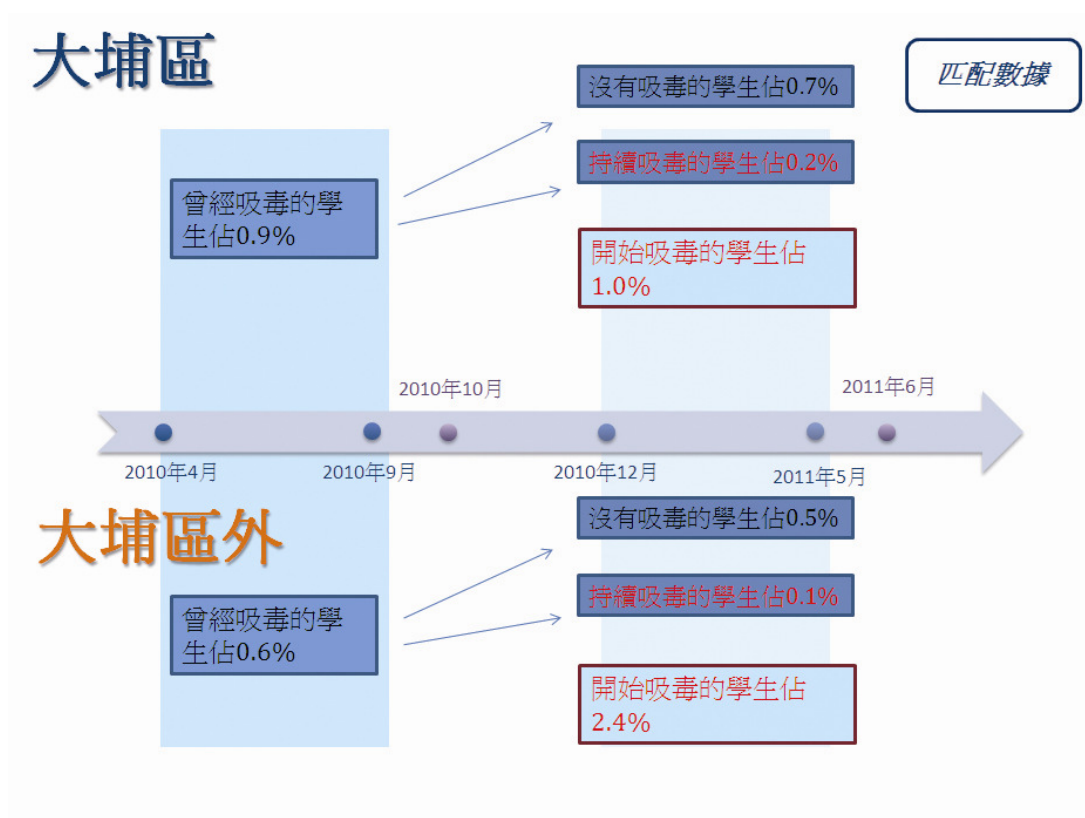 大埔區
匹配數據
沒有吸毒的學生佔0.7%
持續吸毒的學生佔0.2%
曾經吸毒的學
生佔0.9%
開始吸毒的學生佔
1.0%
2010年10月
2011年6月
2010年4月
2010年9月
2010年12月
2011年5月
大埔區外
沒有吸毒的學生佔0.5%
持續吸毒的學生佔0.1%
曾經吸毒的學
生佔0.6%
開始吸毒的學生佔
2.4%